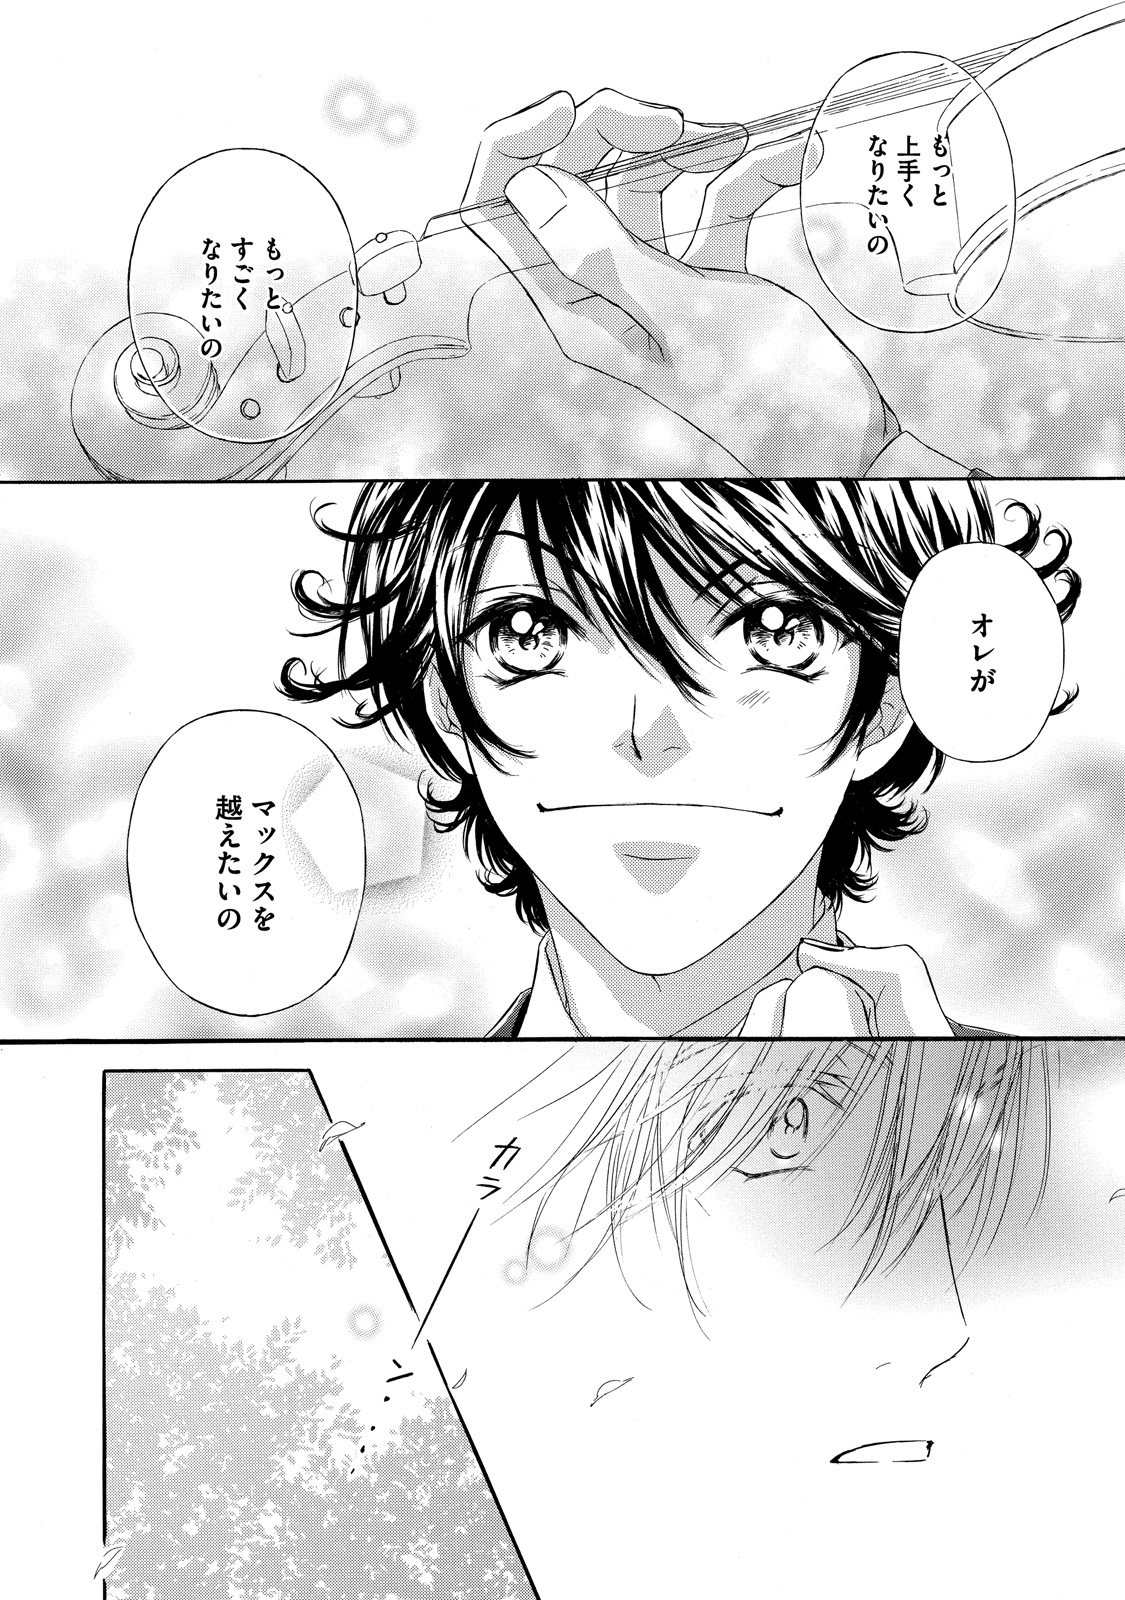 もっと
上手く
なりたいの
もっと
すごく
なりたいの
オレが
マックスを
越えたいの
カラ
ン…